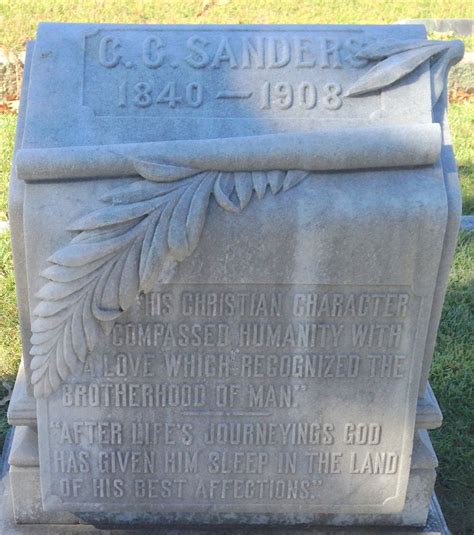 C. C. SANDERS
1840 — 1908
"HIS CHRISTIAN CHARACTER
COMPASSED HUMANITY WITH
A LOVE WHICH RECOGNIZED THE
BROTHERHOOD OF MAN."
"AFTER LIFE'S JOURNEYINGS GOD
HAS GIVEN HIM SLEEP IN THE LAND
OF HIS BEST AFFECTIONS."